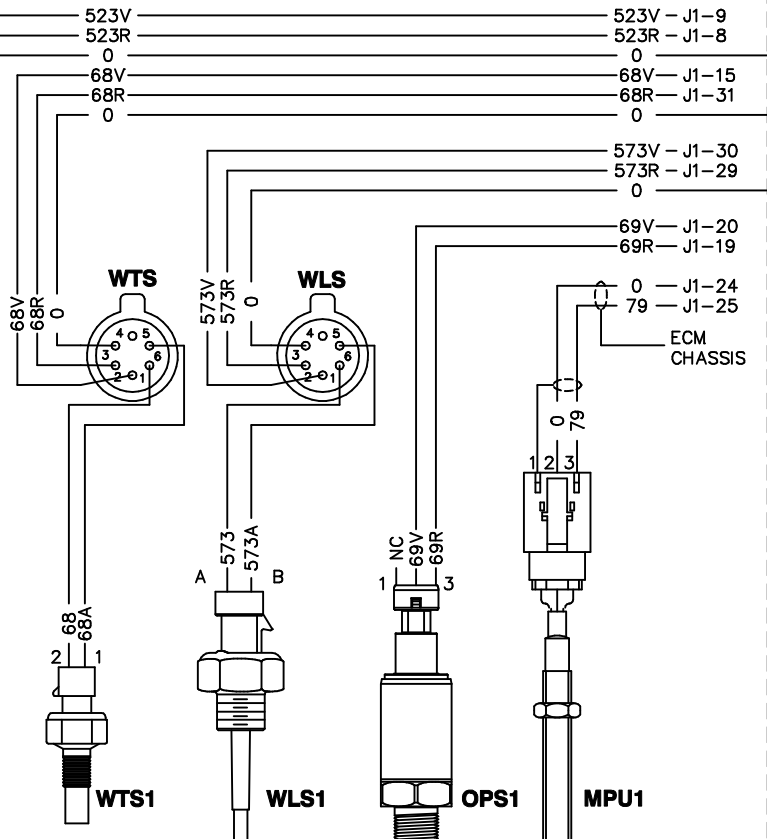 523V 523V – J1–9
523R 523R – J1–8
0 0
68V 68V – J1–15
68R 68R – J1–31
0 0
573V – J1–30
573R – J1–29
0
69V – J1–20
69R – J1–19
0 – J1–24
79 – J1–25
ECM
CHASSIS
WTS
68V
68R
0
4 5
3 6
2 1
WLS
573V
573R
0
4 5
3 6
2 1
0
79
1 2 3
573
573A
A B
NC
69V
69R
1 3
68
68A
2 1
WTS1
WLS1
OPS1
MPU1